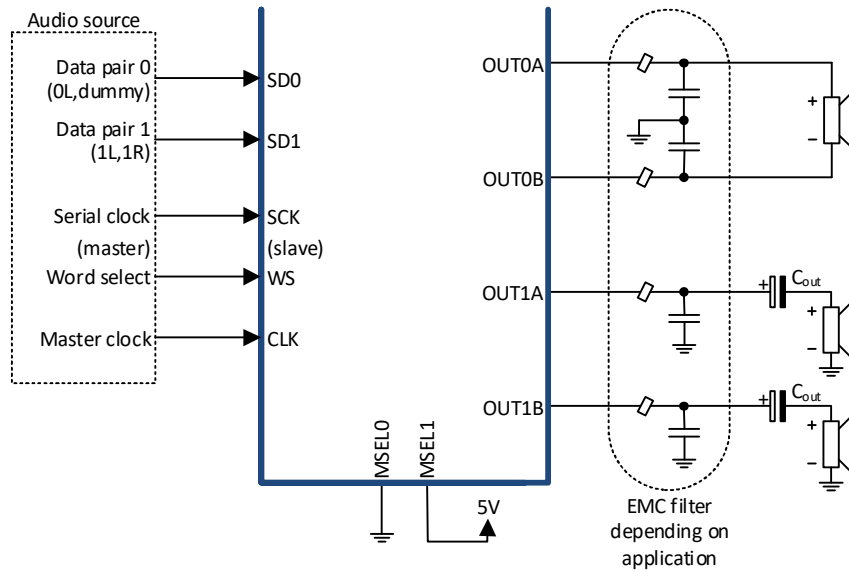 Audio source
Data pair 0
(0L,dummy)
SD0
Data pair 1
(1L,1R)
SD1
Serial clock
SCK
(master)
(slave)
Word select
WS
Master clock
CLK
MSEL0
MSEL1
5V
OUT0A
OUT0B
OUT1A
OUT1B
+
−
+
Cout
+
−
+
Cout
+
−
EMC filter
depending on
application